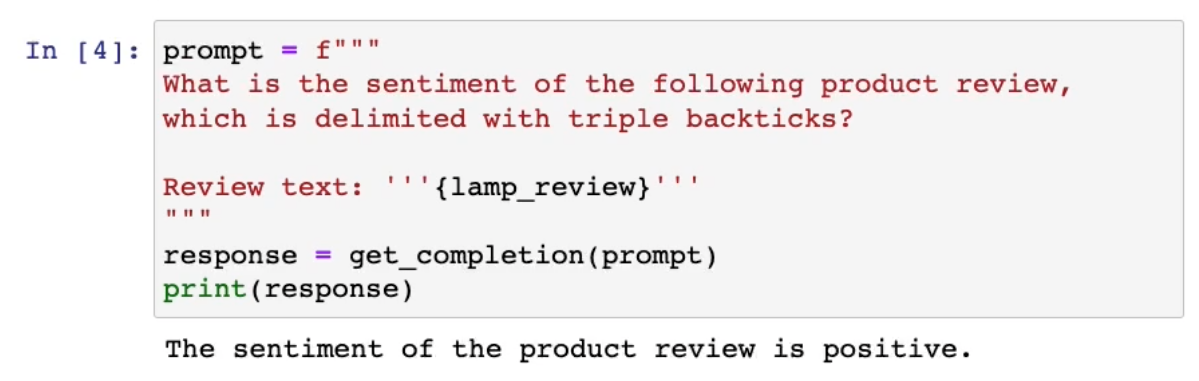 In [4]: prompt = f"""
What is the sentiment of the following product review,
which is delimited with triple backticks?
Review text: '''{lamp_review}'''
"""
response = get_completion(prompt)
print(response)
The sentiment of the product review is positive.